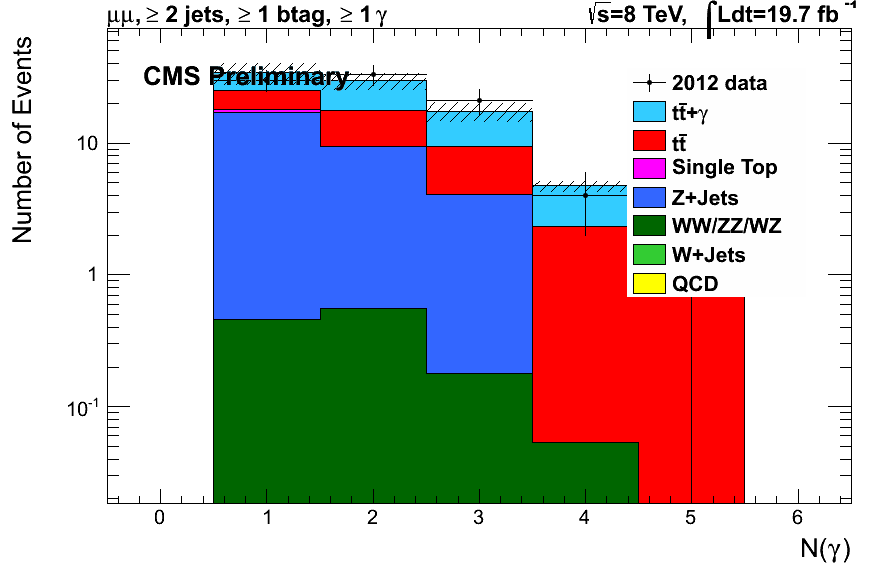 μμ, ≥ 2 jets, ≥ 1 btag, ≥ 1 γ
√s=8 TeV, ∫Ldt=19.7 fb⁻¹
CMS Preliminary
Number of Events
10
1
10⁻¹
2012 data
tt̄+γ
tt̄
Single Top
Z+Jets
WW/ZZ/WZ
W+Jets
QCD
0 1 2 3 4 5 6
N(γ)